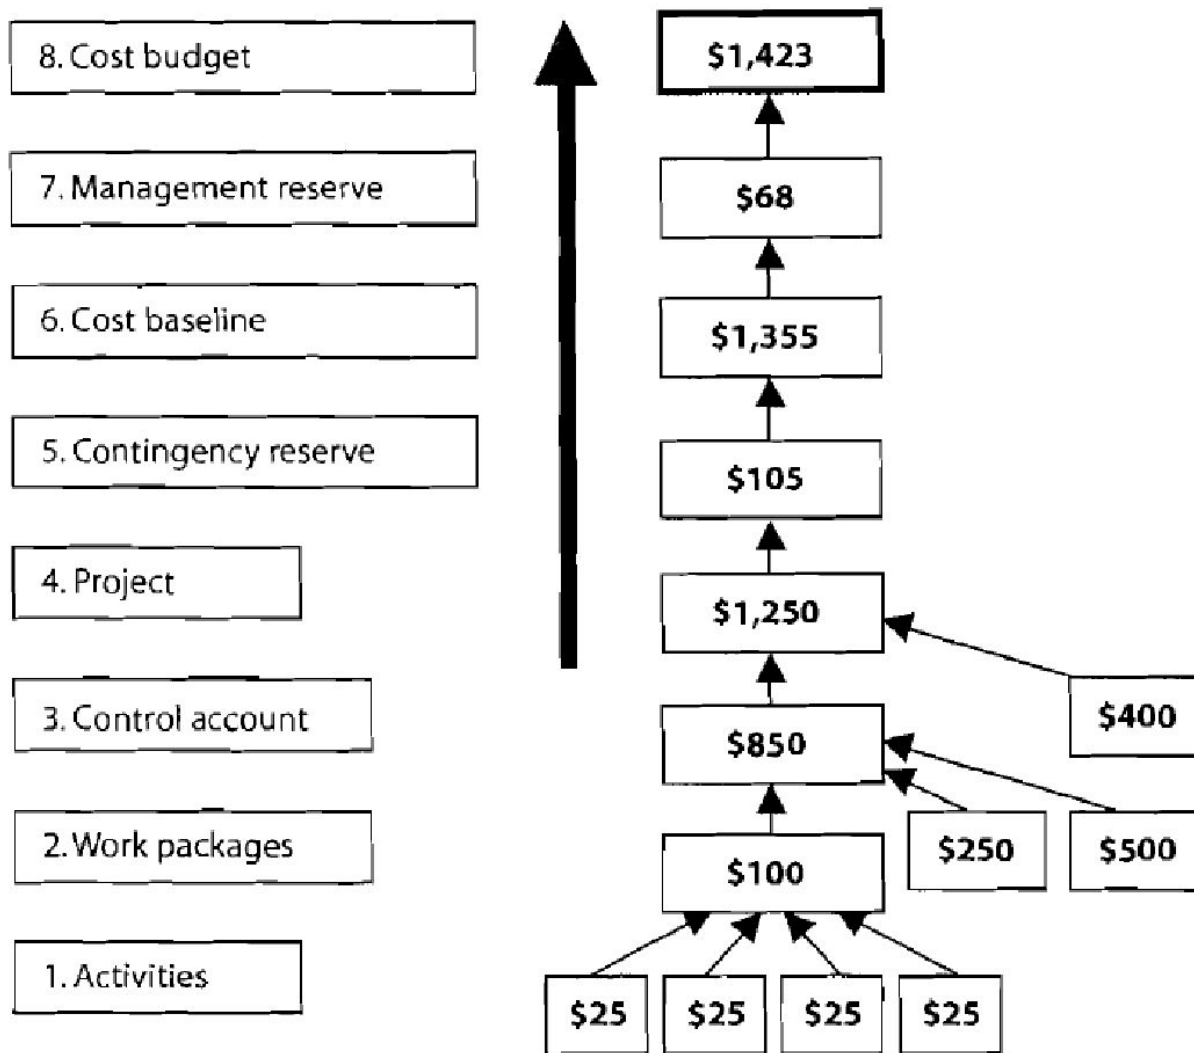 8. Cost budget
$1,423
7. Management reserve
$68
6. Cost baseline
$1,355
5. Contingency reserve
$105
4. Project
$1,250
3. Control account
$850
$400
2. Work packages
$100
$250
$500
1. Activities
$25
$25
$25
$25